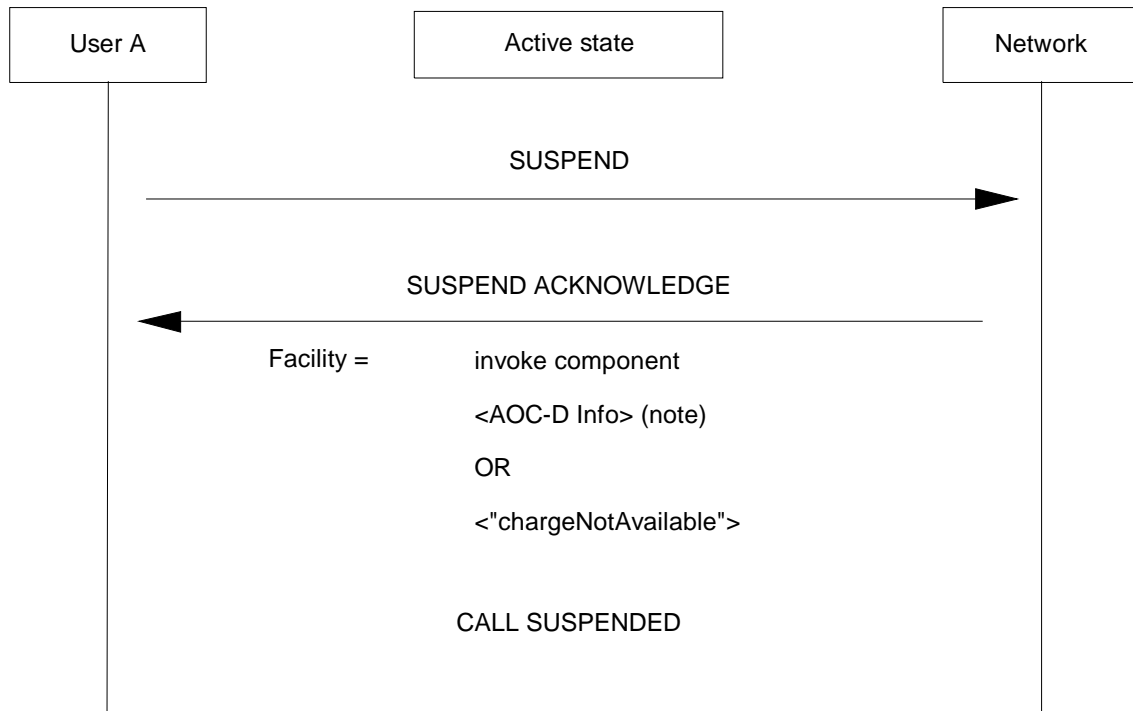 User A
Active state
Network
SUSPEND
SUSPEND ACKNOWLEDGE
Facility = invoke component
<AOC-D Info> (note)
OR
<"chargeNotAvailable">
CALL SUSPENDED